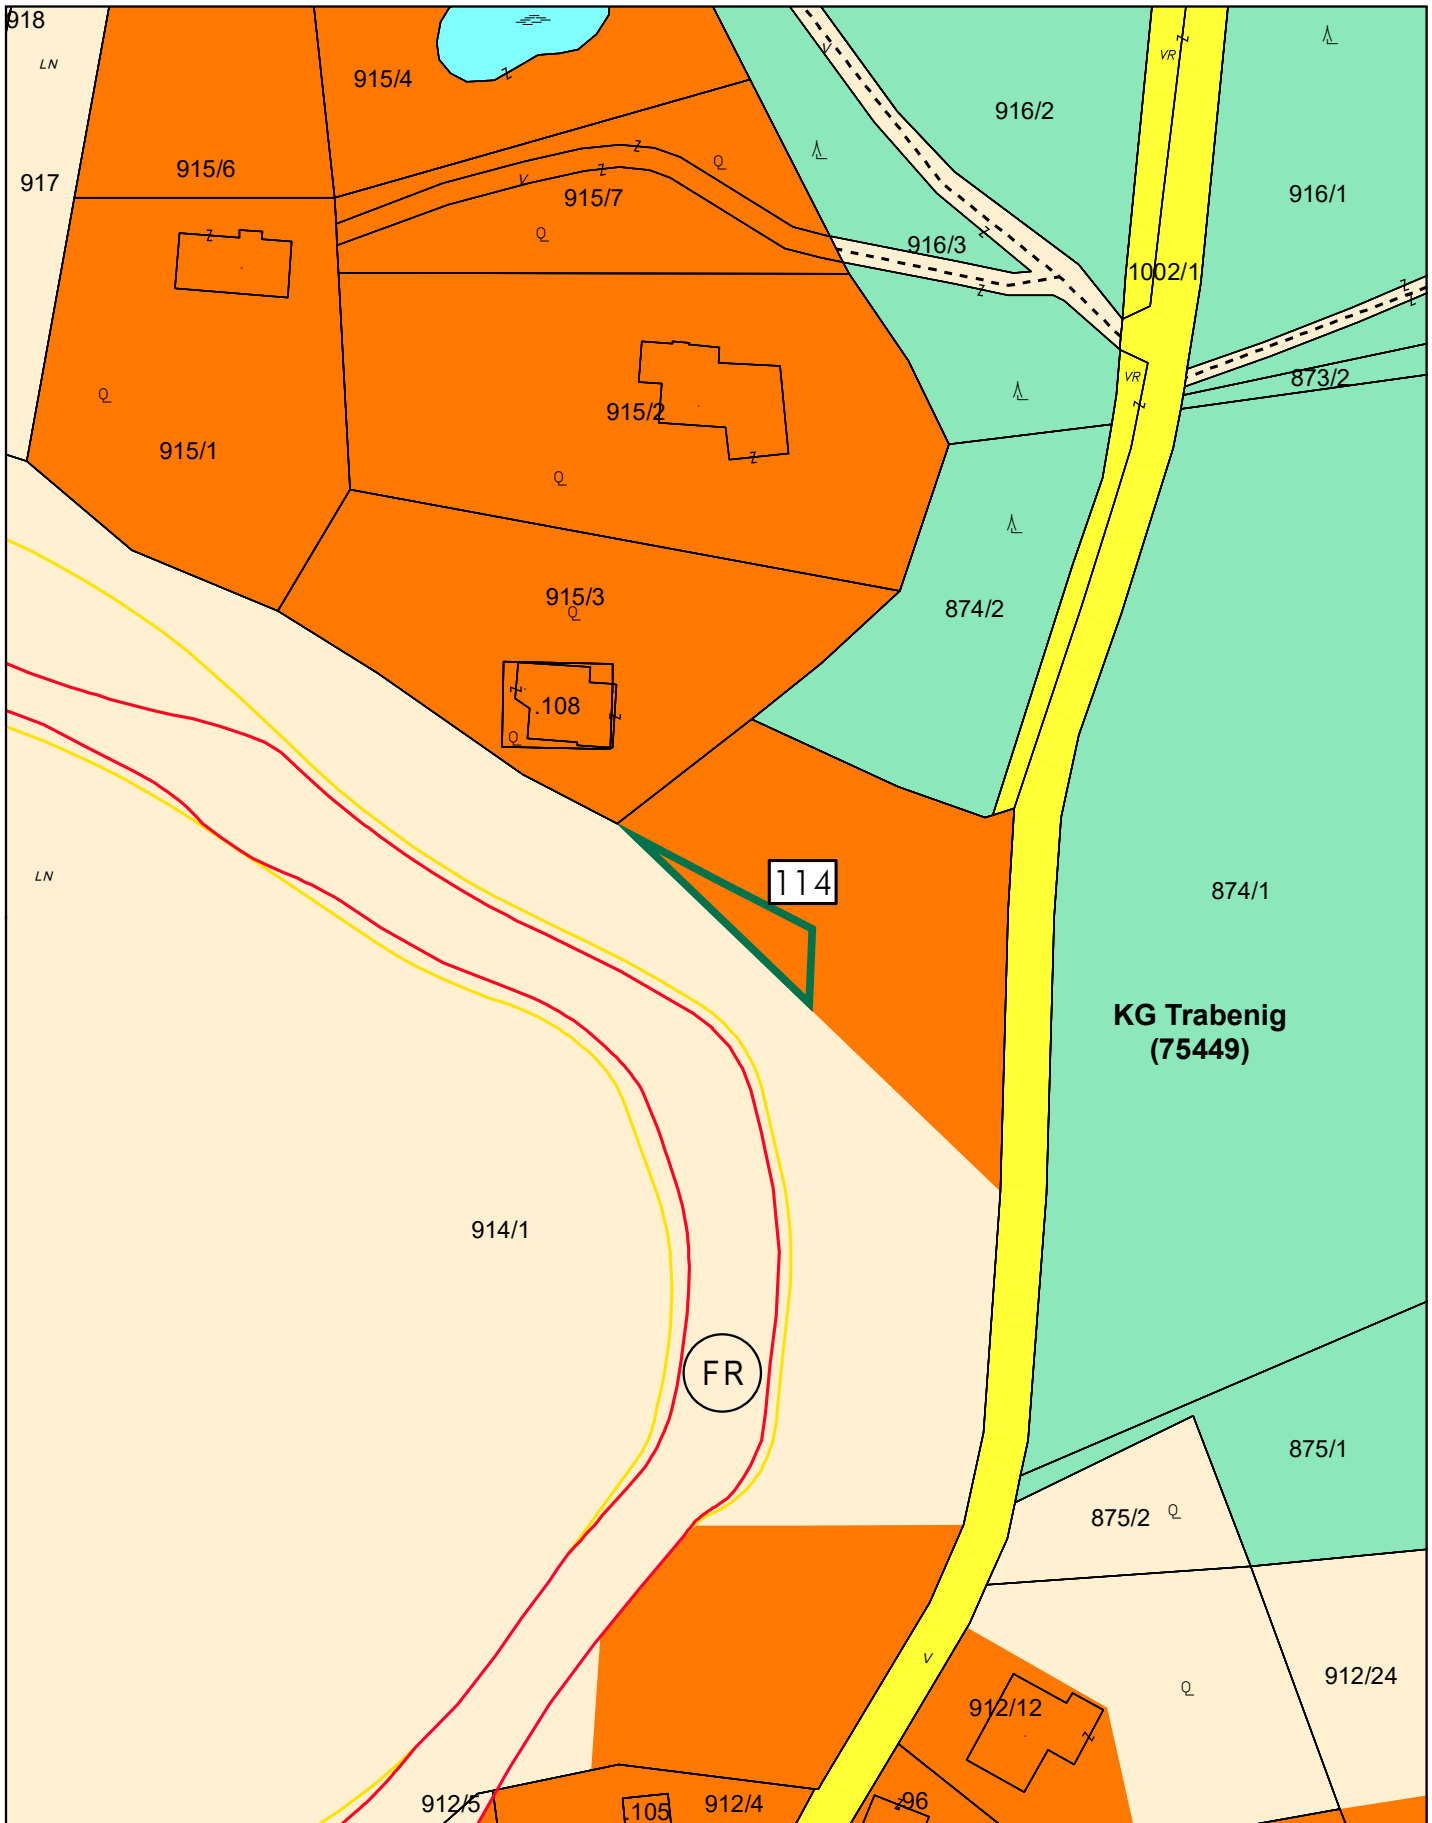 918
LN
915/4
VR
916/2
V
915/6
917
Q
V
915/7
916/1
Q
916/3
1002/1
VR
873/2
Q
915/2
915/1
Q
915/3
Q
874/2
.108
Q
LN
114
874/1
KG Trabenig
(75449)
914/1
FR
875/1
875/2
Q
V
912/24
Q
912/12
912/5
.105
912/4
.96